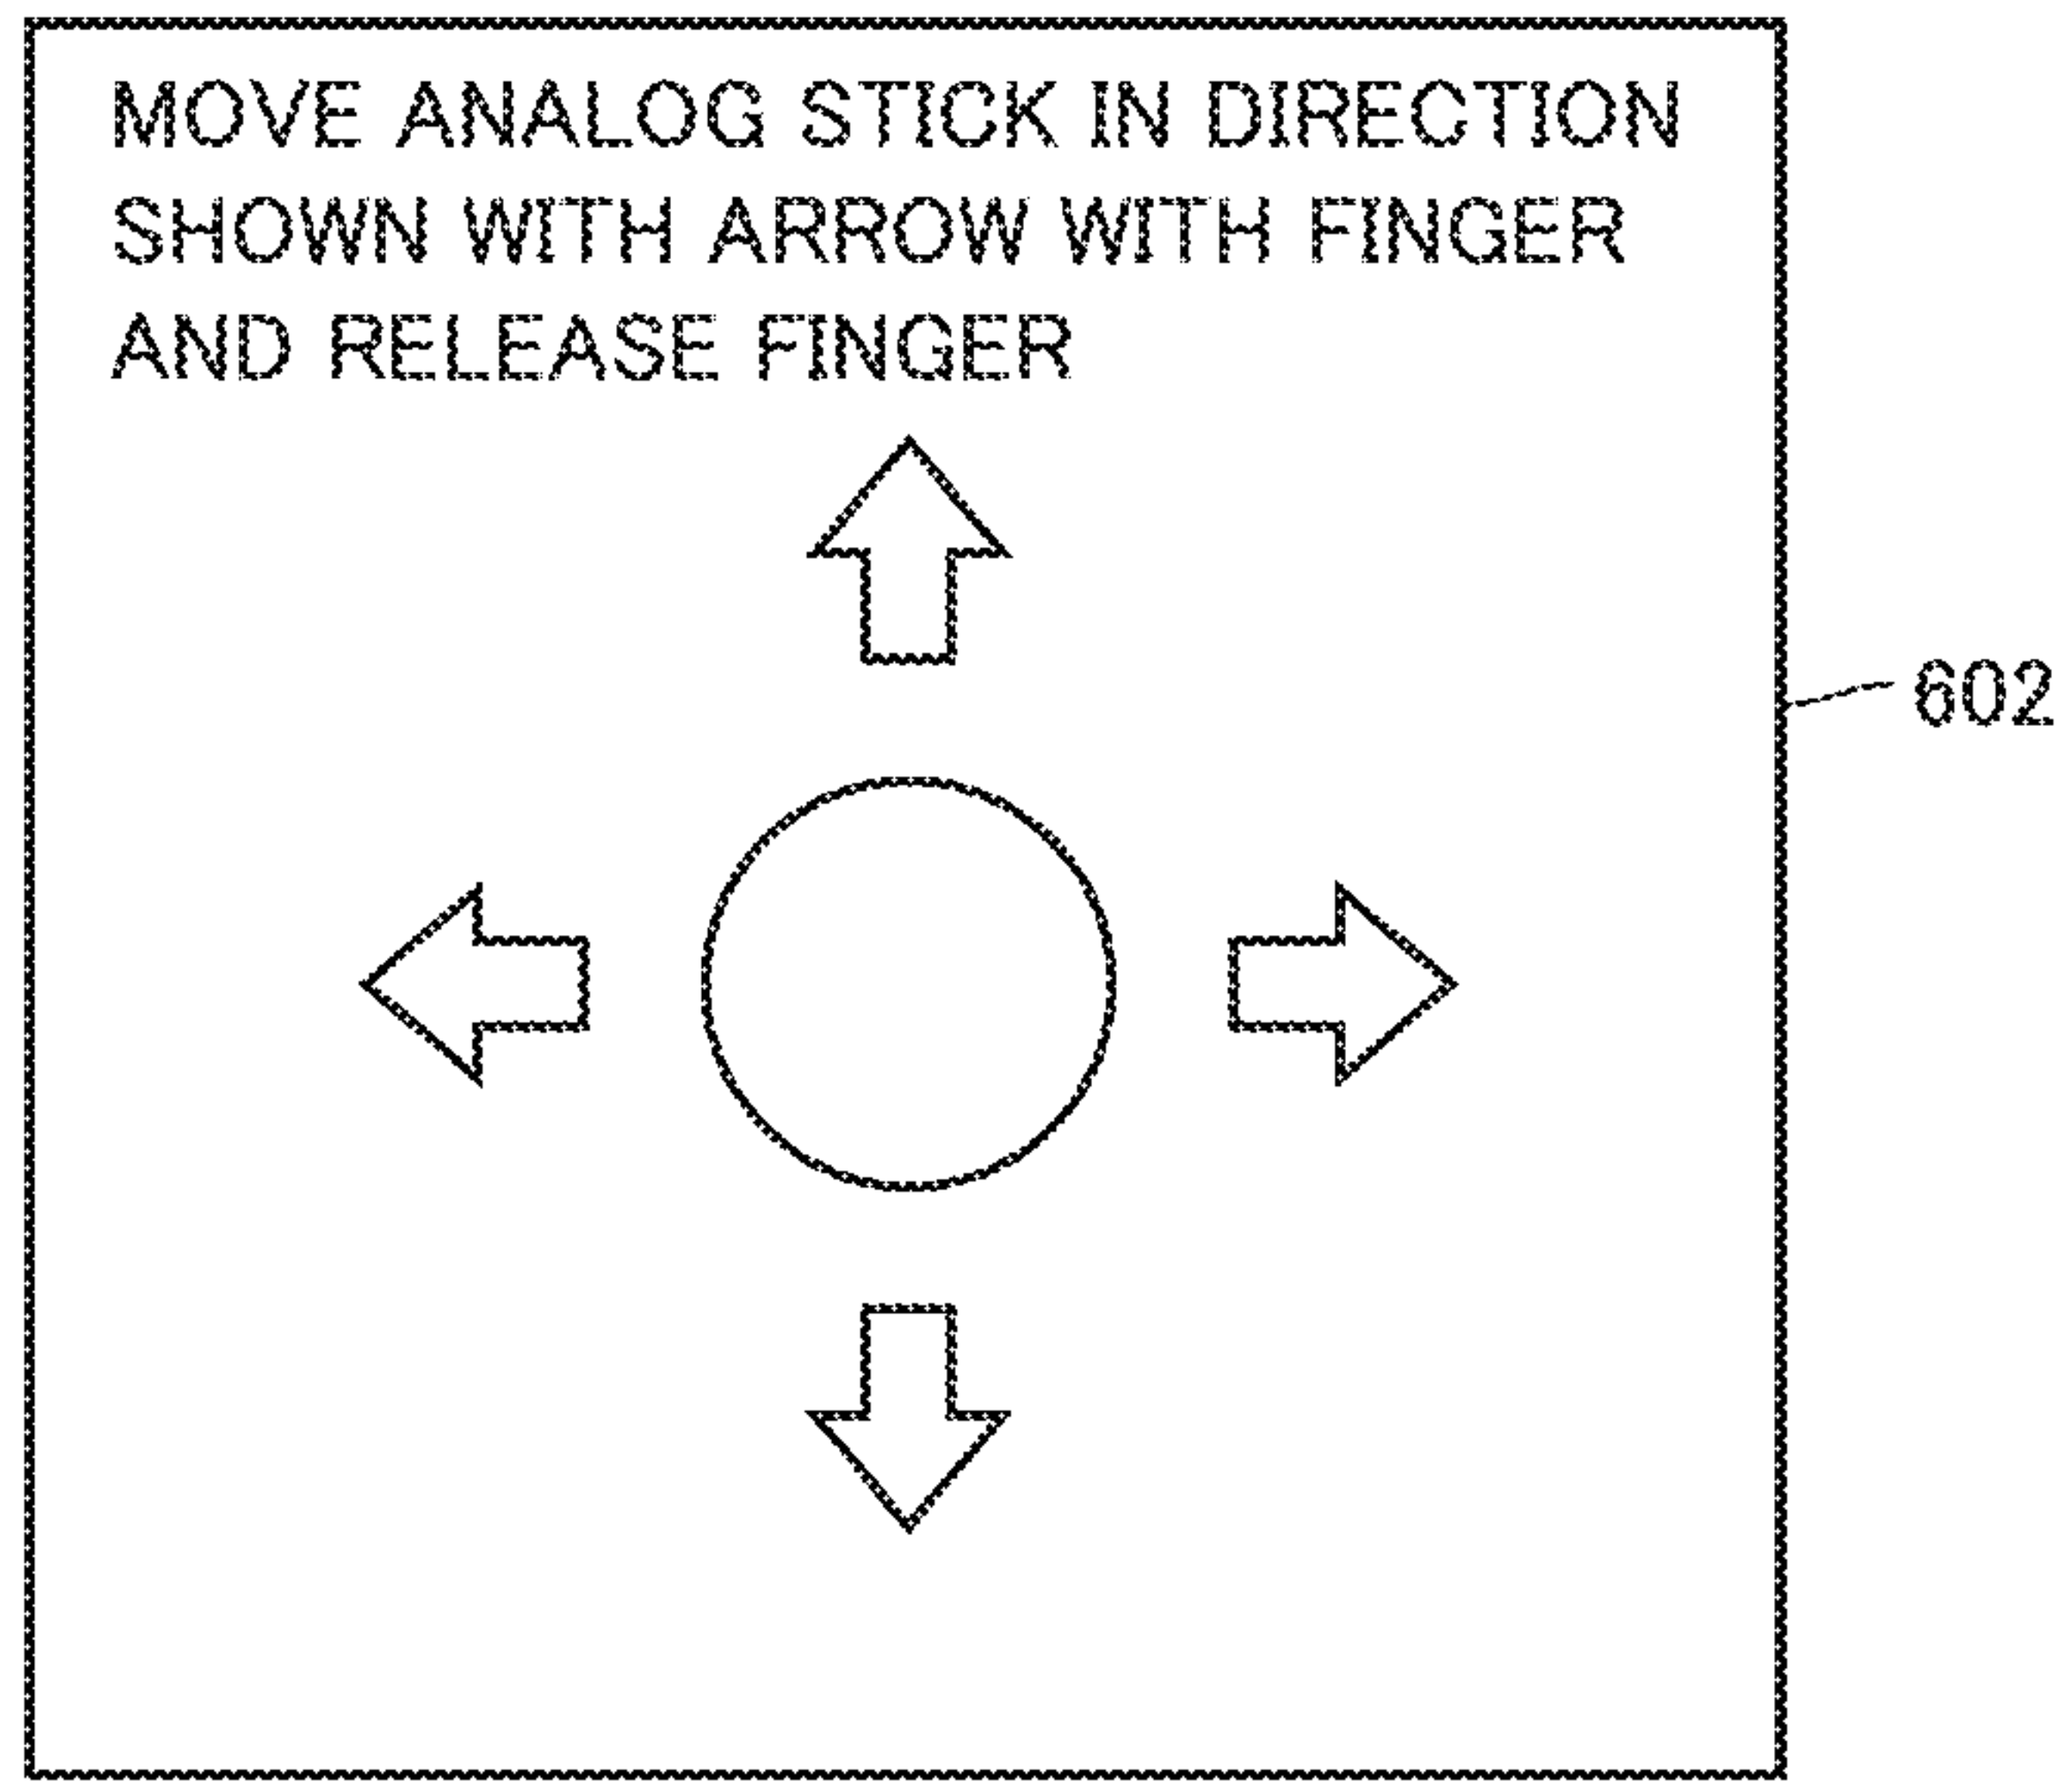 MOVE ANALOG STICK IN DIRECTION
SHOWN WITH ARROW WITH FINGER
AND RELEASE FINGER
602